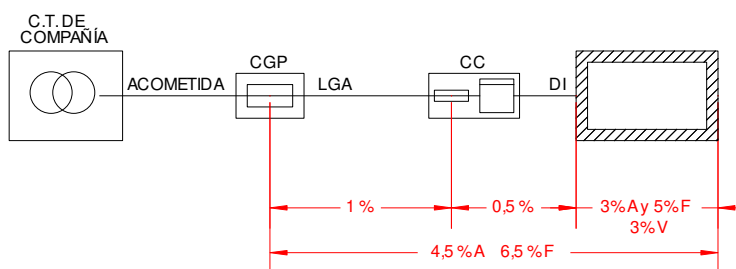 C.T. DE
COMPAÑÍA
ACOMETIDA
CGP
LGA
CC
DI
1 %
0,5 %
3%A y 5%F
3%V
4,5 %A 6,5 %F